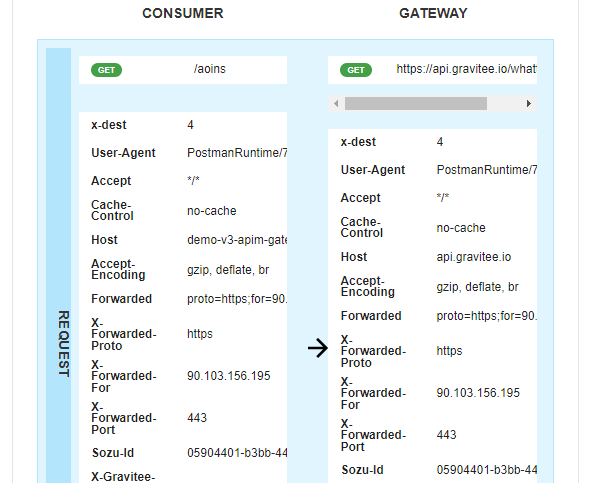 CONSUMER GATEWAY
GET /aoins
GET https://api.gravitee.io/what
x-dest 4
User-Agent PostmanRuntime/7
Accept */*
Cache-
Control no-cache
Host demo-v3-apim-gate
Accept-
Encoding gzip, deflate, br
Forwarded proto=https;for=90.
X-
Forwarded-
Proto https
X-
Forwarded-
For 90.103.156.195
X-
Forwarded-
Port 443
Sozu-Id 05904401-b3bb-44
X-Gravitee-
x-dest 4
User-Agent PostmanRuntime/7
Accept */*
Cache-
Control no-cache
Host api.gravitee.io
Accept-
Encoding gzip, deflate, br
Forwarded proto=https;for=90.
X-
Forwarded-
Proto https
X-
Forwarded-
For 90.103.156.195
X-
Forwarded-
Port 443
Sozu-Id 05904401-b3bb-44
REQUEST